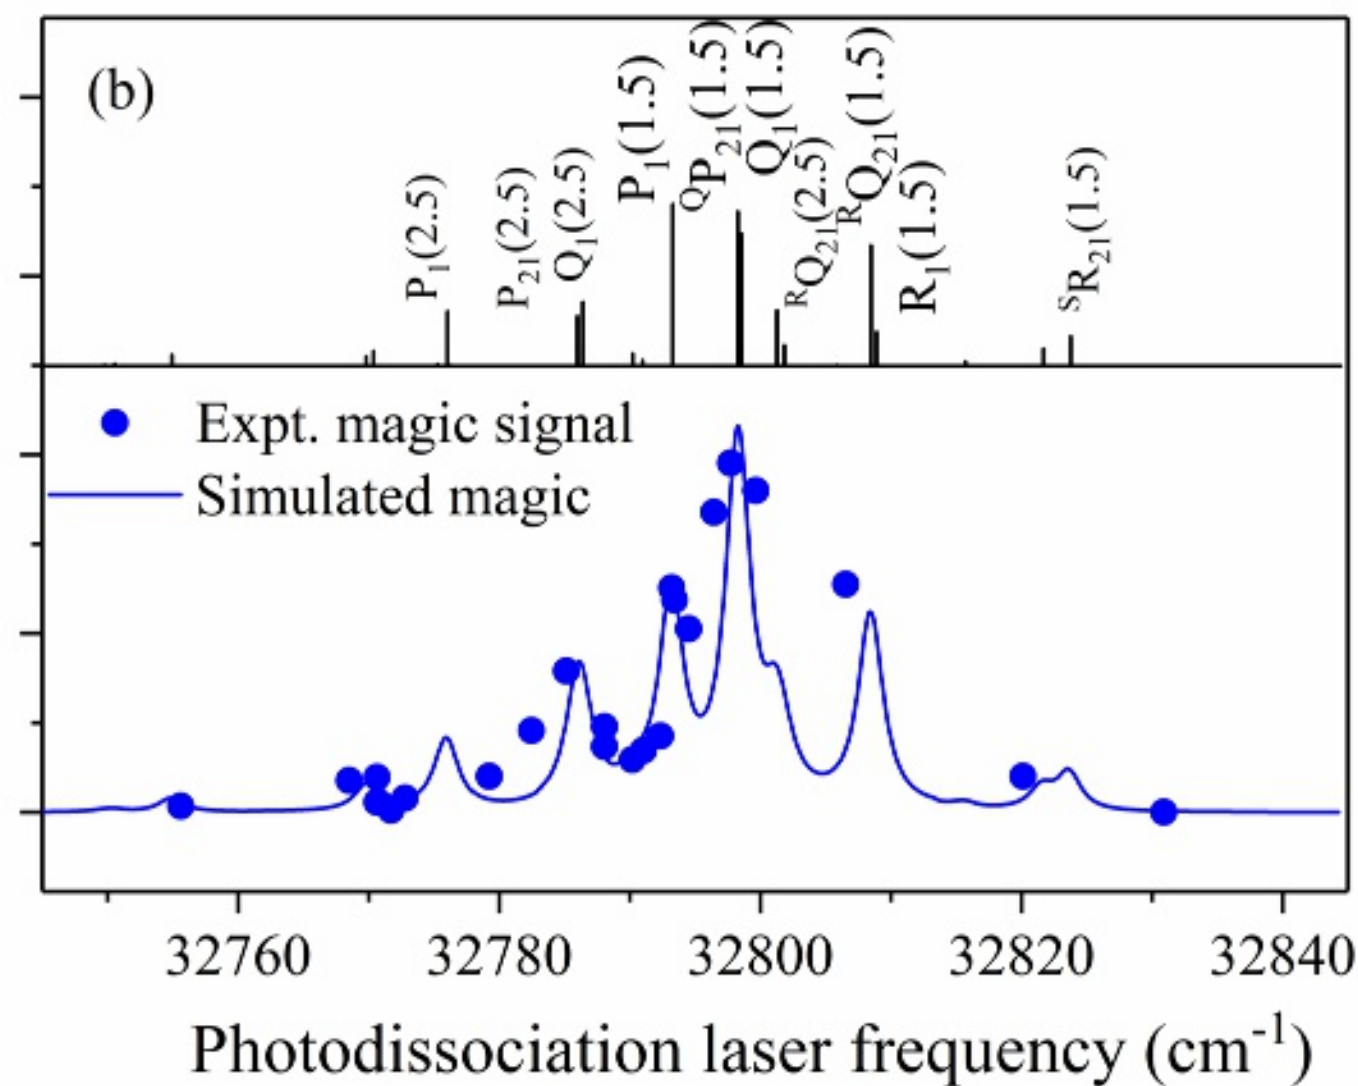 (b)
P₁(2.5)
P₂₁(2.5)
Q₁(2.5)
P₁(1.5)
ᵠP₂₁(1.5)
Q₁(1.5)
ᴿQ₂₁(2.5)
ᴿQ₂₁(1.5)
R₁(1.5)
ˢR₂₁(1.5)
Expt. magic signal
Simulated magic
32760 32780 32800 32820 32840
Photodissociation laser frequency (cm⁻¹)